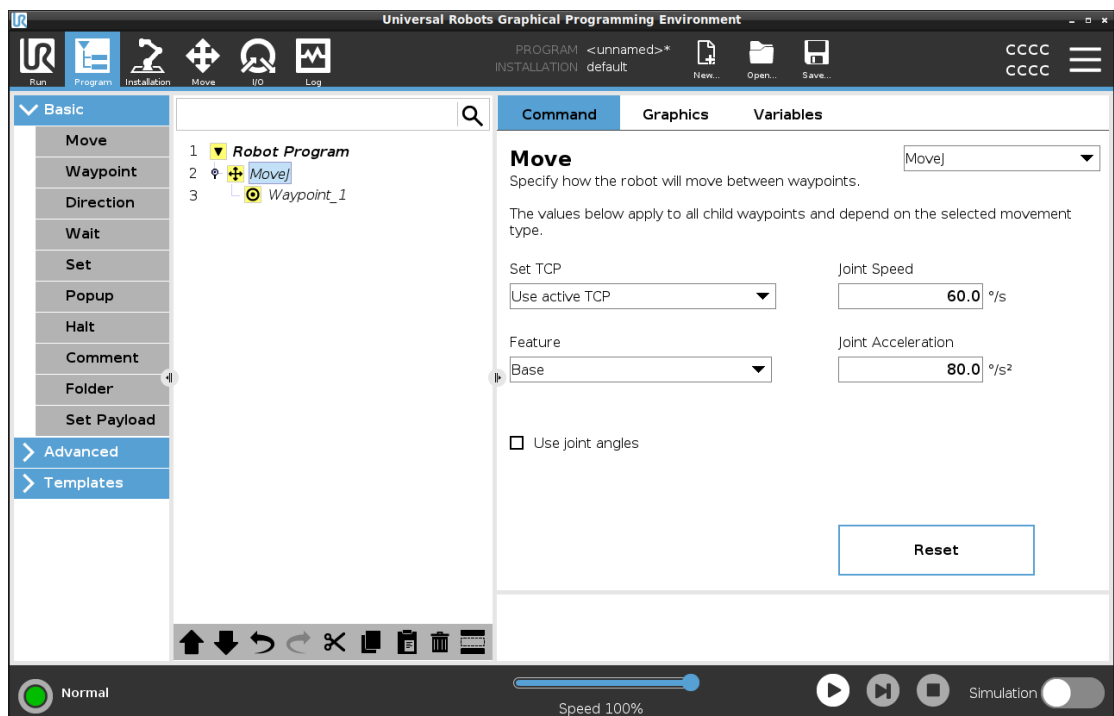 Universal Robots Graphical Programming Environment
UR
Run
Program
Installation
Move
I/O
Log
PROGRAM <unnamed>*
INSTALLATION default
New...
Open...
Save...
CCCC
CCCC
Basic
Move
Waypoint
Direction
Wait
Set
Popup
Halt
Comment
Folder
Set Payload
Advanced
Templates
1 Robot Program
2 MoveJ
3 Waypoint_1
Command Graphics Variables
Move
MoveJ
Specify how the robot will move between waypoints.
The values below apply to all child waypoints and depend on the selected movement
type.
Set TCP
Use active TCP
Joint Speed
60.0 °/s
Feature
Base
Joint Acceleration
80.0 °/s²
Use joint angles
Reset
Normal
Speed 100%
Simulation